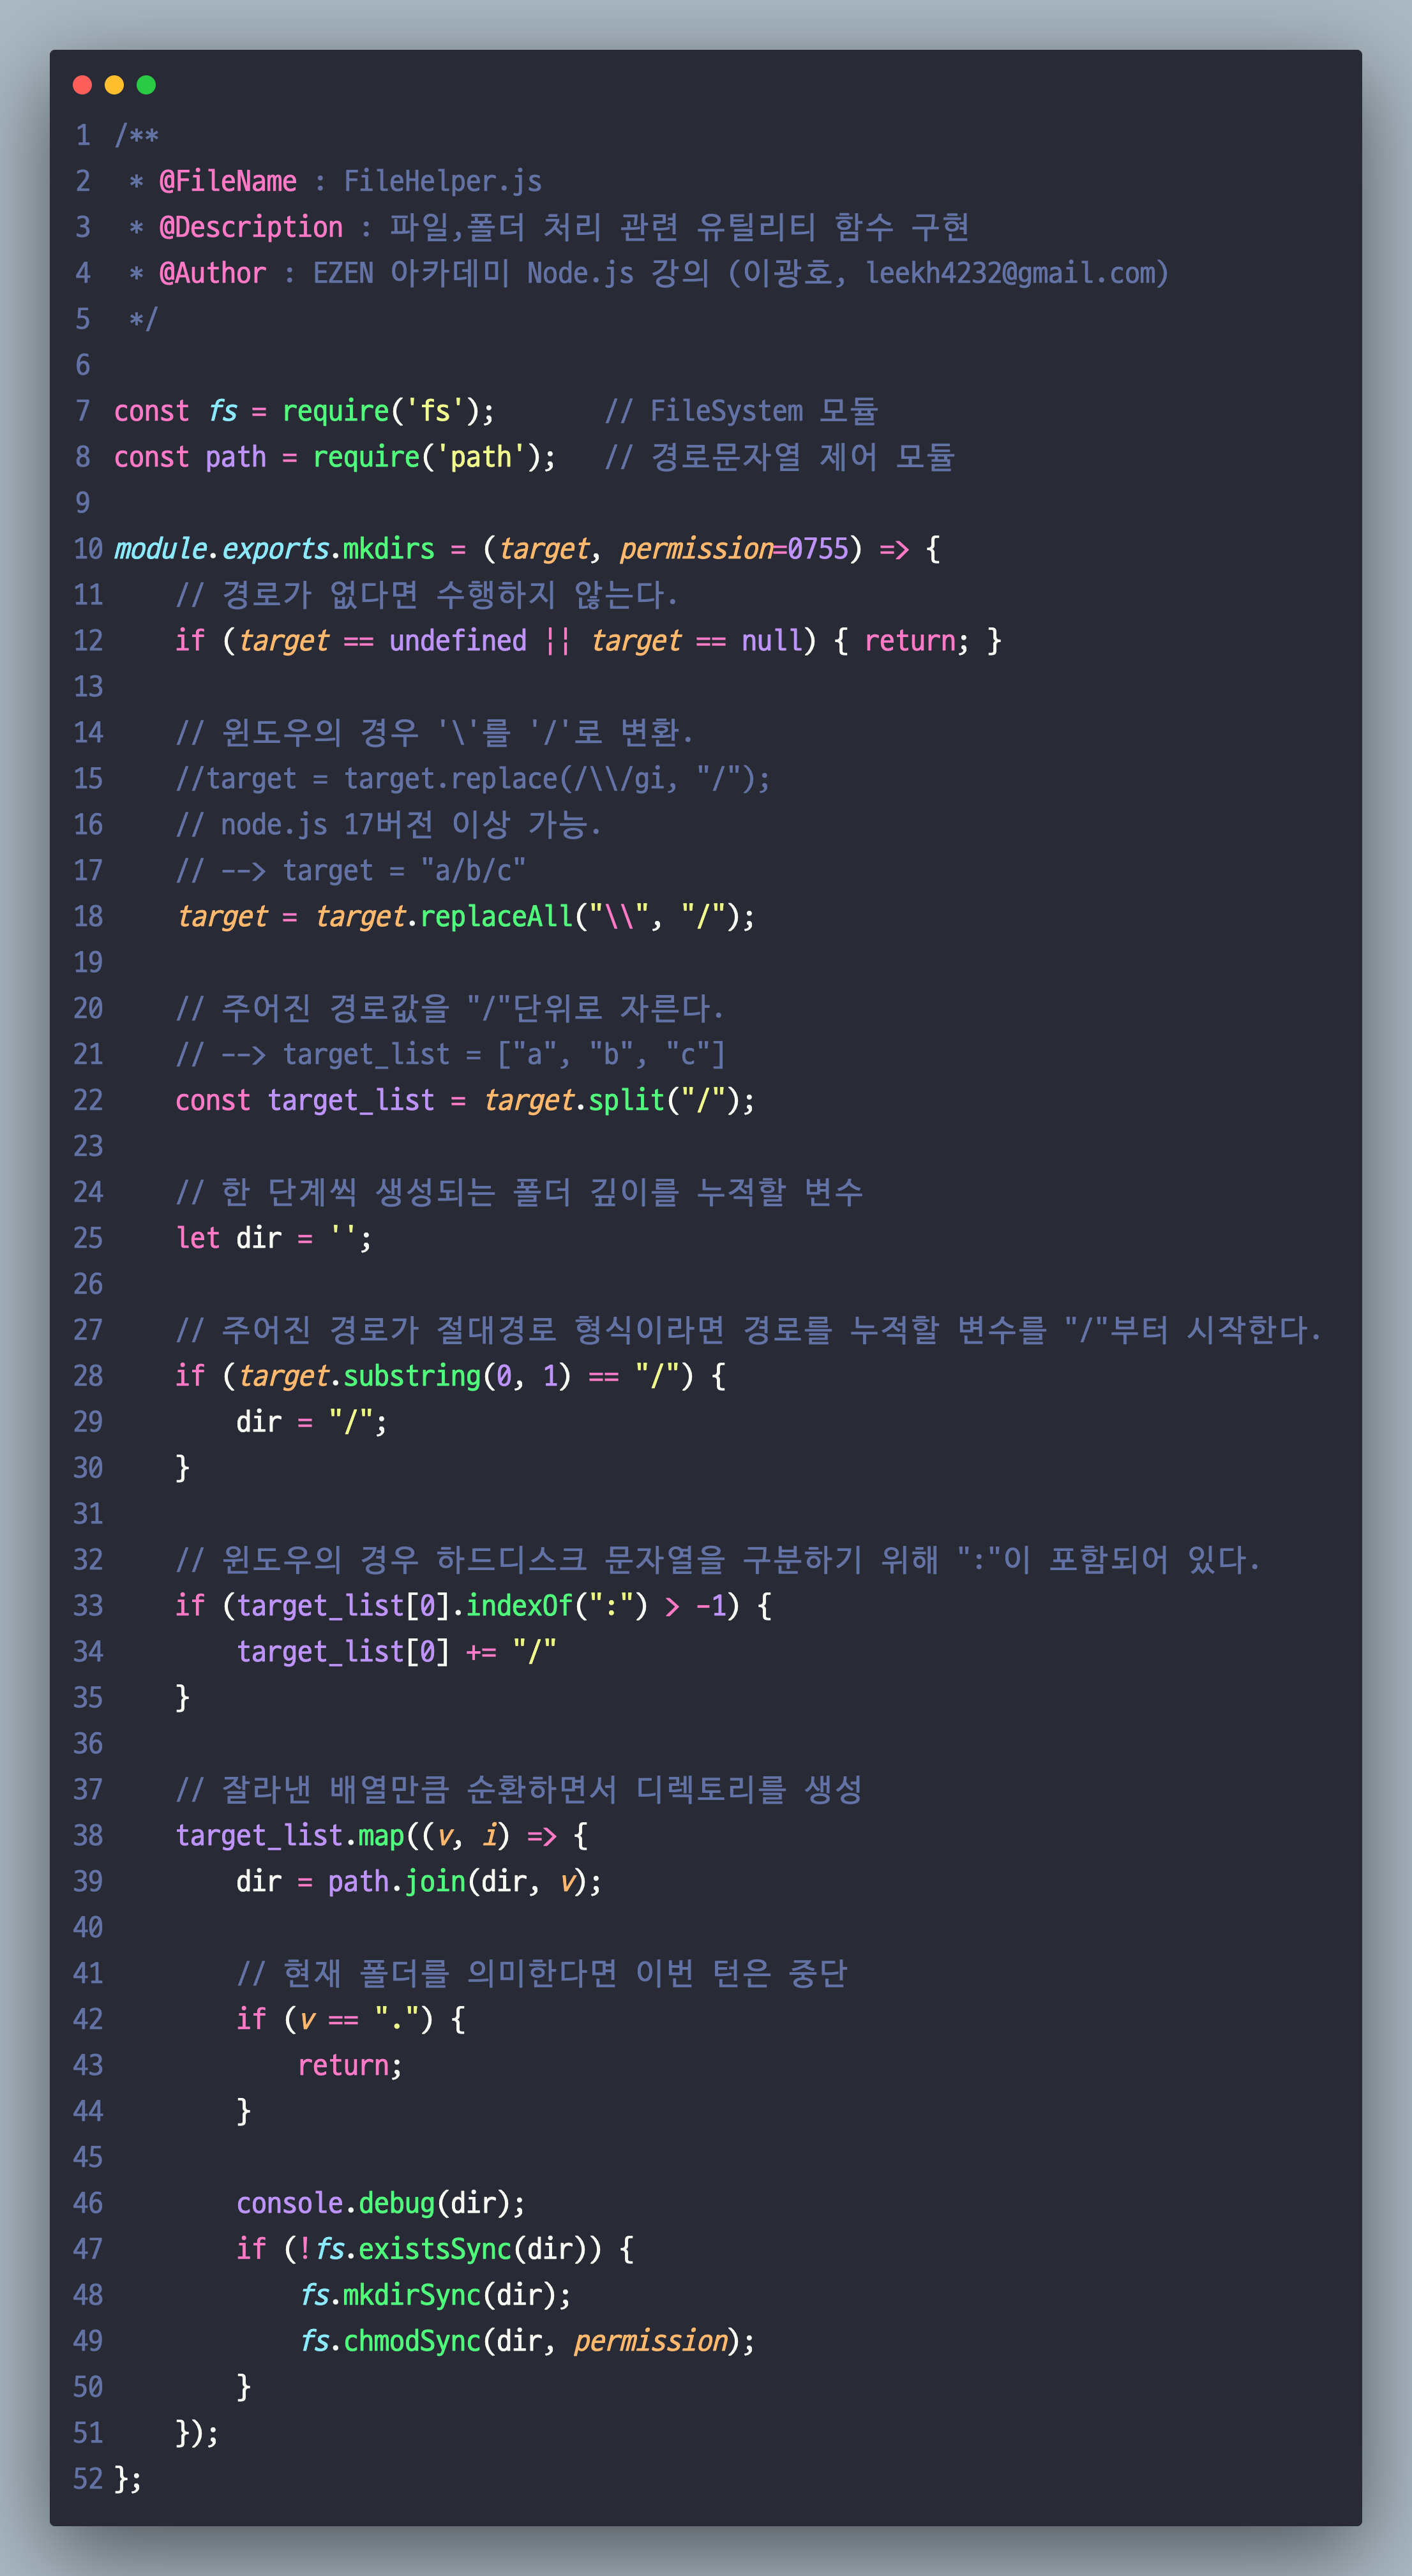 1 /**
2  * @FileName : FileHelper.js
3  * @Description : 파일,폴더 처리 관련 유틸리티 함수 구현
4  * @Author : EZEN 아카데미 Node.js 강의 (이광호, leekh4232@gmail.com)
5  */
6
7 const fs = require('fs');       // FileSystem 모듈
8 const path = require('path');   // 경로문자열 제어 모듈
9
10 module.exports.mkdirs = (target, permission=0755) => {
11     // 경로가 없다면 수행하지 않는다.
12     if (target == undefined || target == null) { return; }
13
14     // 윈도우의 경우 '\'를 '/'로 변환.
15     //target = target.replace(/\\/gi, "/");
16     // node.js 17버전 이상 가능.
17     // --> target = "a/b/c"
18     target = target.replaceAll("\\", "/");
19
20     // 주어진 경로값을 "/"단위로 자른다.
21     // --> target_list = ["a", "b", "c"]
22     const target_list = target.split("/");
23
24     // 한 단계씩 생성되는 폴더 깊이를 누적할 변수
25     let dir = '';
26
27     // 주어진 경로가 절대경로 형식이라면 경로를 누적할 변수를 "/"부터 시작한다.
28     if (target.substring(0, 1) == "/") {
29         dir = "/";
30     }
31
32     // 윈도우의 경우 하드디스크 문자열을 구분하기 위해 ":"이 포함되어 있다.
33     if (target_list[0].indexOf(":") > -1) {
34         target_list[0] += "/"
35     }
36
37     // 잘라낸 배열만큼 순환하면서 디렉토리를 생성
38     target_list.map((v, i) => {
39         dir = path.join(dir, v);
40
41         // 현재 폴더를 의미한다면 이번 턴은 중단
42         if (v == ".") {
43             return;
44         }
45
46         console.debug(dir);
47         if (!fs.existsSync(dir)) {
48             fs.mkdirSync(dir);
49             fs.chmodSync(dir, permission);
50         }
51     });
52 };